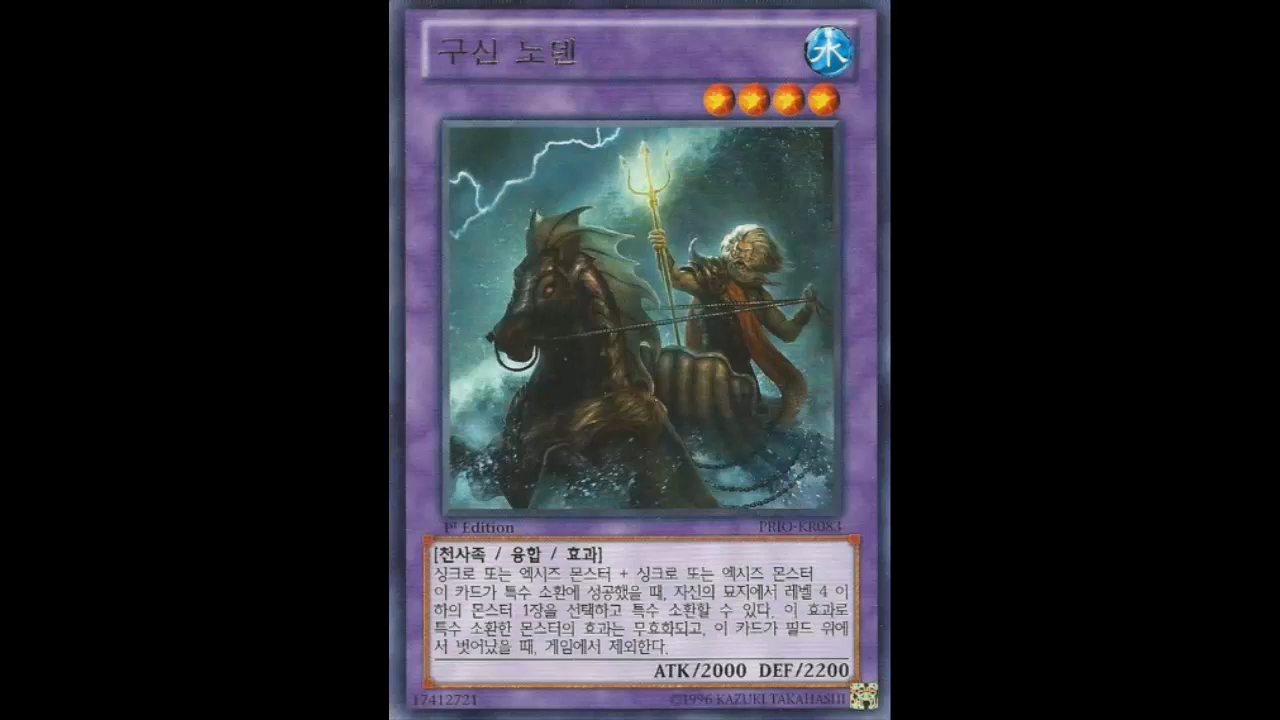 구신 노덴
水
1st Edition
PRIO-KR083
[천사족 / 융합 / 효과]
싱크로 또는 엑시즈 몬스터 + 싱크로 또는 엑시즈 몬스터
이 카드가 특수 소환에 성공했을 때, 자신의 묘지에서 레벨 4 이
하의 몬스터 1장을 선택하고 특수 소환할 수 있다. 이 효과로
특수 소환한 몬스터의 효과는 무효화되고, 이 카드가 필드 위에
서 벗어났을 때, 게임에서 제외한다.
ATK/2000 DEF/2200
17412721
©1996 KAZUKI TAKAHASHI